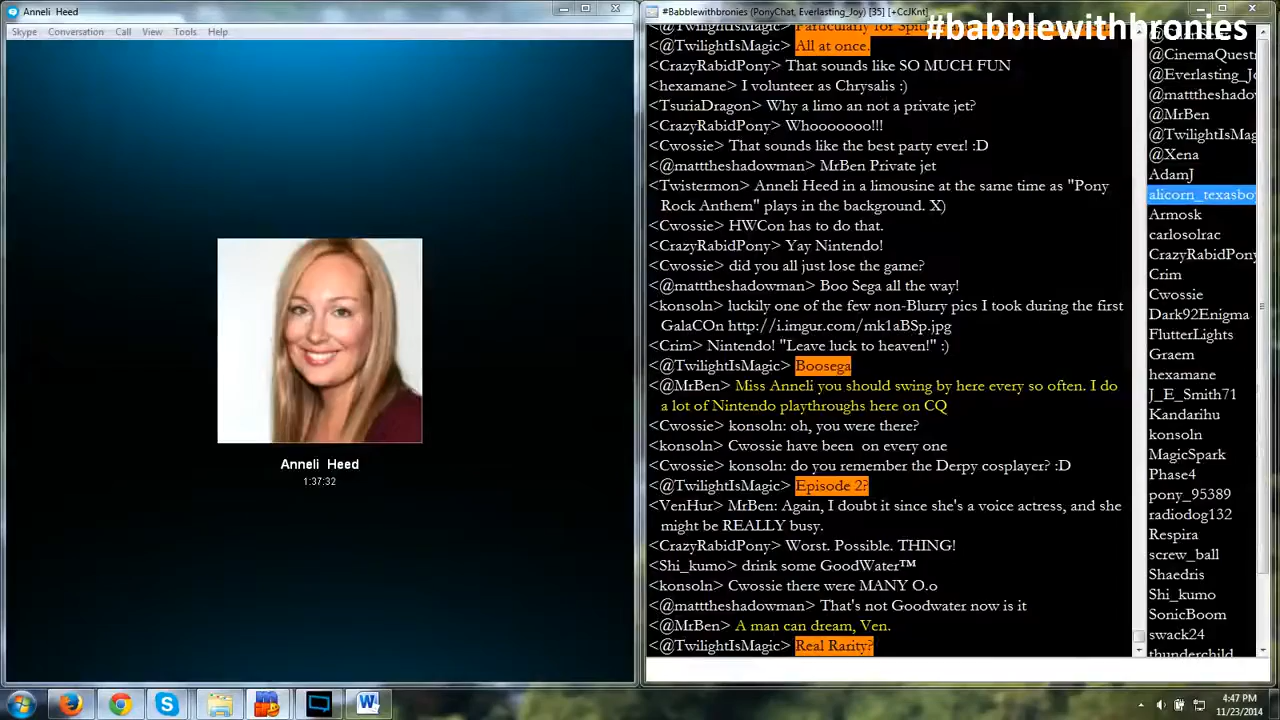 Anneli Heed
Skype Conversation Call View Tools Help
Anneli Heed
1:37:32
#Babblewithbronies (PonyChat, Everlasting_Joy) [35] [+CcJKnt]
#babblewithbronies
<@TwilightIsMagic>
<@TwilightIsMagic> All at once.
<CrazyRabidPony> That sounds like SO MUCH FUN
<hexamane> I volunteer as Chrysalis :)
<TsuriaDragon> Why a limo an not a private jet?
<CrazyRabidPony> Whooooooo!!!
<Cwossie> That sounds like the best party ever! :D
<@matttheshadowman> MrBen Private jet
<Twistermon> Anneli Heed in a limousine at the same time as "Pony
Rock Anthem" plays in the background. X)
<Cwossie> HWCon has to do that.
<CrazyRabidPony> Yay Nintendo!
<Cwossie> did you all just lose the game?
<@matttheshadowman> Boo Sega all the way!
<konsoln> luckily one of the few non-Blurry pics I took during the first
GalaCOn http://i.imgur.com/mk1aBSp.jpg
<Crim> Nintendo! "Leave luck to heaven!" :)
<@TwilightIsMagic> Boosega
<@MrBen> Miss Anneli you should swing by here every so often. I do
a lot of Nintendo playthroughs here on CQ
<Cwossie> konsoln: oh, you were there?
<konsoln> Cwossie have been on every one
<Cwossie> konsoln: do you remember the Derpy cosplayer? :D
<@TwilightIsMagic> Episode 2?
<VenHur> MrBen: Again, I doubt it since she's a voice actress, and she
might be REALLY busy.
<CrazyRabidPony> Worst. Possible. THING!
<Shi_kumo> drink some GoodWater™
<konsoln> Cwossie there were MANY O.o
<@matttheshadowman> That's not Goodwater now is it
<@MrBen> A man can dream, Ven.
<@TwilightIsMagic> Real Rarity?
@CinemaQuest
@Everlasting_Jo
@matttheshadow
@MrBen
@TwilightIsMag
@Xena
AdamJ
alicorn_texasboy
Armosk
carlosolrac
CrazyRabidPony
Crim
Cwossie
Dark92Enigma
FlutterLights
Graem
hexamane
J_E_Smith71
Kandarihu
konsoln
MagicSpark
Phase4
pony_95389
radiodog132
Respira
screw_ball
Shaedris
Shi_kumo
SonicBoom
swack24
thunderchild
4:47 PM
11/23/2014